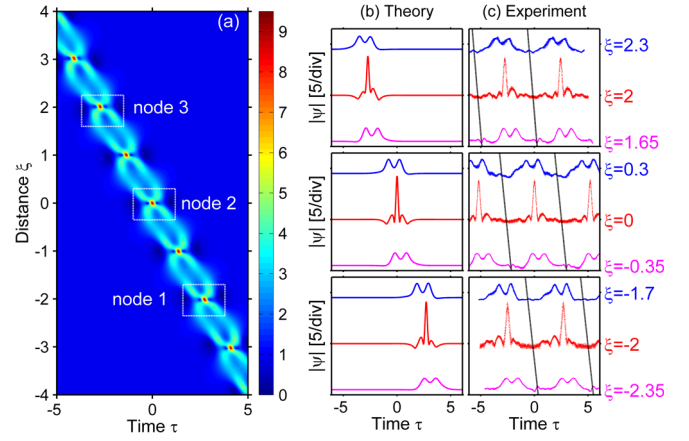 (a)
(b) Theory
(c) Experiment
4
3
2
1
0
-1
-2
-3
-4
Distance ξ
node 3
node 2
node 1
-5
0
5
Time τ
9
8
7
6
5
4
3
2
1
0
|ψ| [5/div]
|ψ| [5/div]
|ψ| [5/div]
ξ=2.3
ξ=2
ξ=1.65
ξ=0.3
ξ=0
ξ=-0.35
ξ=-1.7
ξ=-2
ξ=-2.35
-5
0
5
Time τ
-5
0
5
Time τ